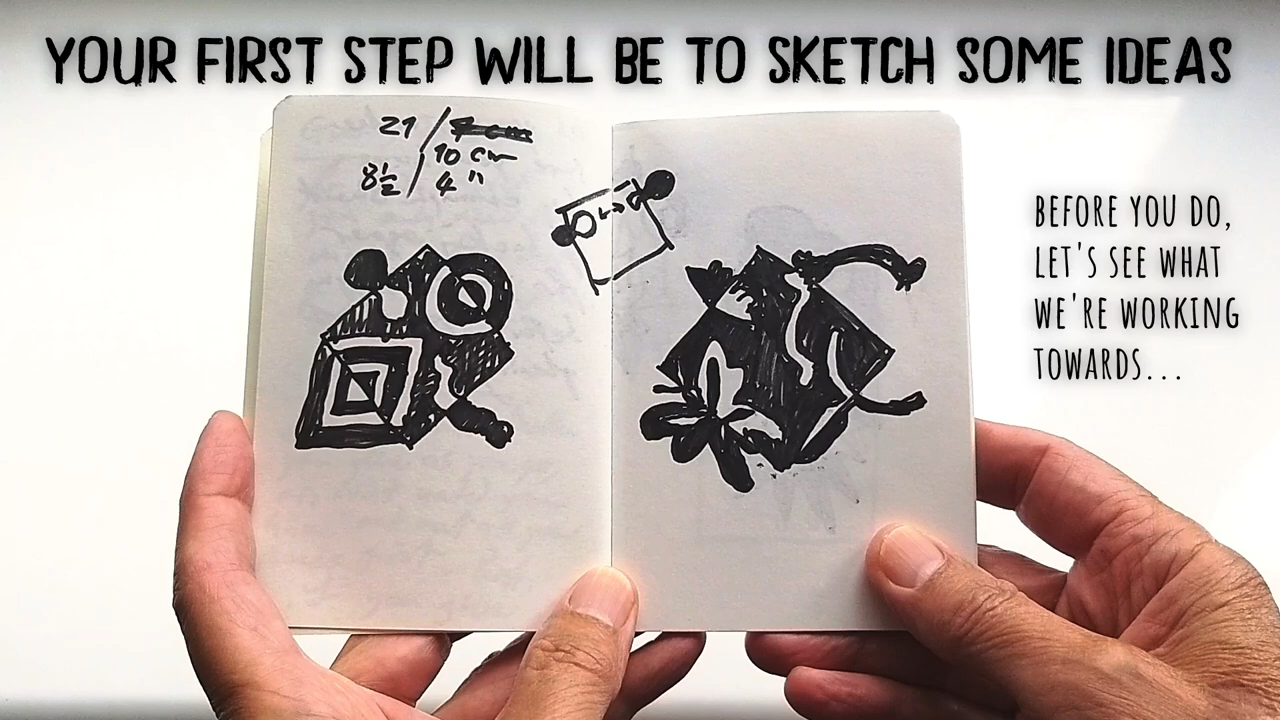 YOUR FIRST STEP WILL BE TO SKETCH SOME IDEAS
21 / 10 cm
8½ / 4"
BEFORE YOU DO,
LET'S SEE WHAT
WE'RE WORKING
TOWARDS...